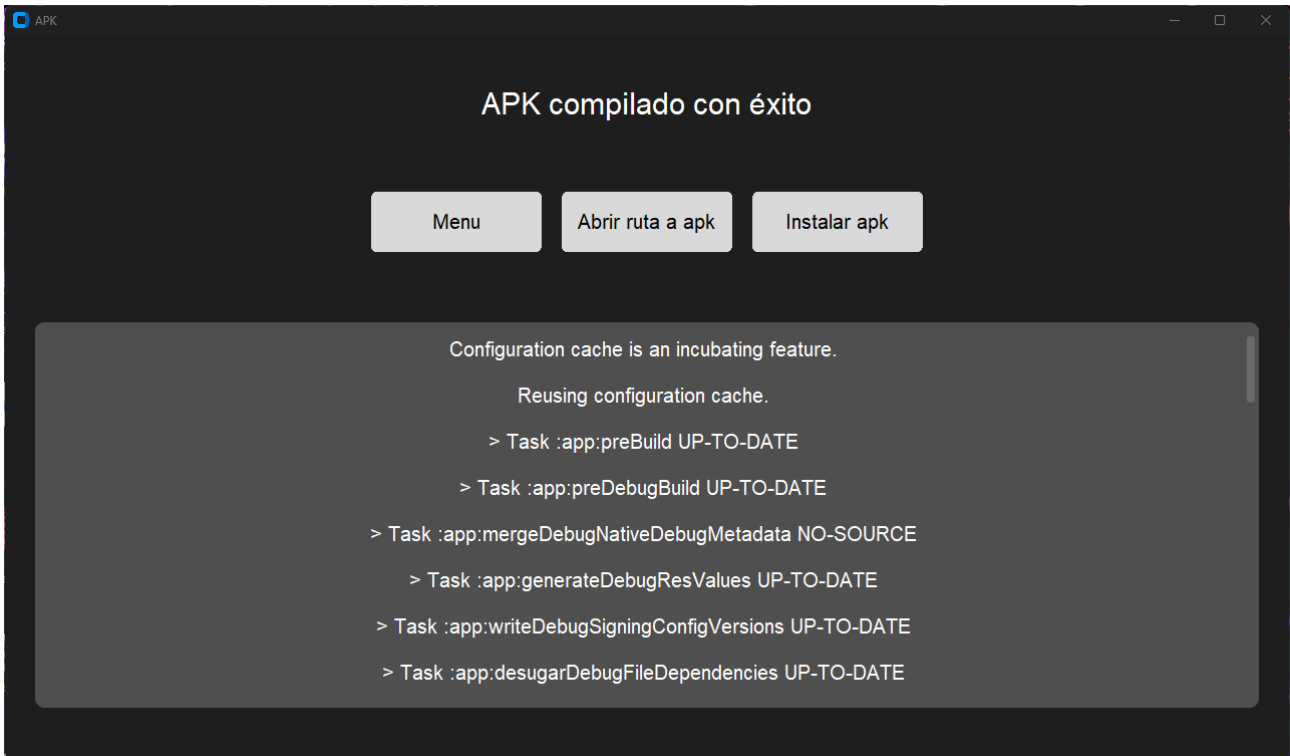 APK
APK compilado con éxito
Menu
Abrir ruta a apk
Instalar apk
Configuration cache is an incubating feature.
Reusing configuration cache.
> Task :app:preBuild UP-TO-DATE
> Task :app:preDebugBuild UP-TO-DATE
> Task :app:mergeDebugNativeDebugMetadata NO-SOURCE
> Task :app:generateDebugResValues UP-TO-DATE
> Task :app:writeDebugSigningConfigVersions UP-TO-DATE
> Task :app:desugarDebugFileDependencies UP-TO-DATE